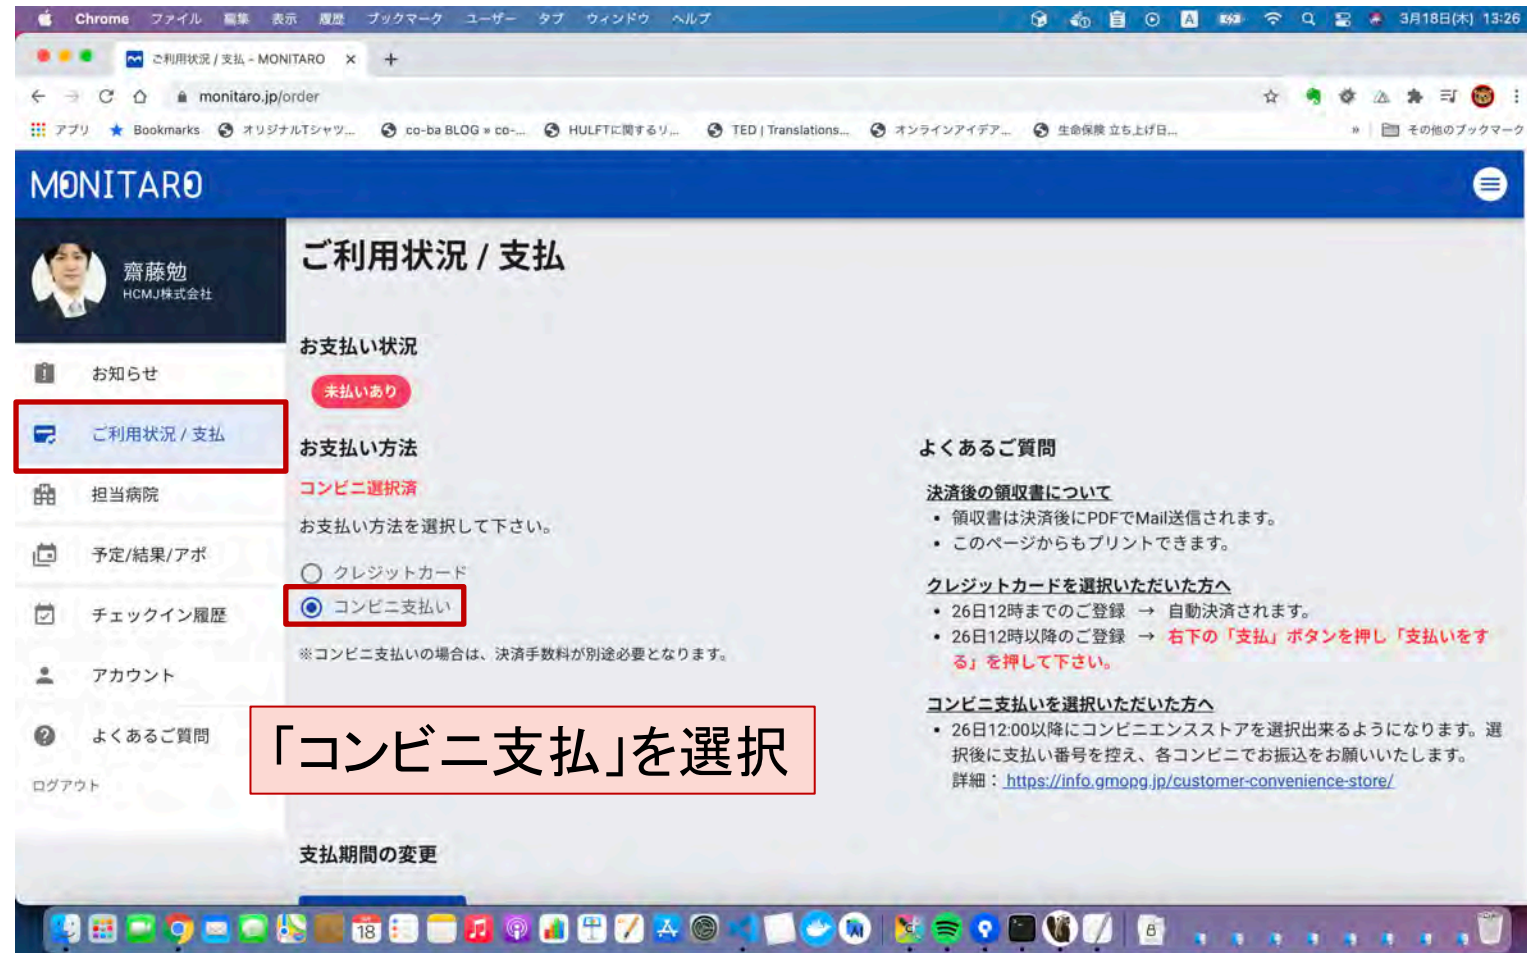 Chrome ファイル 編集 表示 履歴 ブックマーク ユーザー タブ ウィンドウ ヘルプ 3月18日(木) 13:26
ご利用状況 / 支払 - MONITARO
monitaro.jp/order
アプリ Bookmarks オリジナルTシャツ... co-ba BLOG » co-... HULFTに関するリ... TED | Translations... オンラインアイデア... 生命保険 立ち上げ日... » その他のブックマーク
MONITARO
齋藤勉
HCMJ株式会社
お知らせ
ご利用状況 / 支払
担当病院
予定/結果/アポ
チェックイン履歴
アカウント
よくあるご質問
ログアウト
ご利用状況 / 支払
お支払い状況
未払いあり
お支払い方法
コンビニ選択済
お支払い方法を選択して下さい。
クレジットカード
コンビニ支払い
※コンビニ支払いの場合は、決済手数料が別途必要となります。
「コンビニ支払」を選択
支払期間の変更
よくあるご質問
決済後の領収書について
• 領収書は決済後にPDFでMail送信されます。
• このページからもプリントできます。
クレジットカードを選択いただいた方へ
• 26日12時までのご登録 → 自動決済されます。
• 26日12時以降のご登録 → 右下の「支払」ボタンを押し「支払いをす
る」を押して下さい。
コンビニ支払いを選択いただいた方へ
• 26日12:00以降にコンビニエンスストアを選択出来るようになります。選
択後に支払い番号を控え、各コンビニでお振込をお願いいたします。
詳細： https://info.gmopg.jp/customer-convenience-store/
18